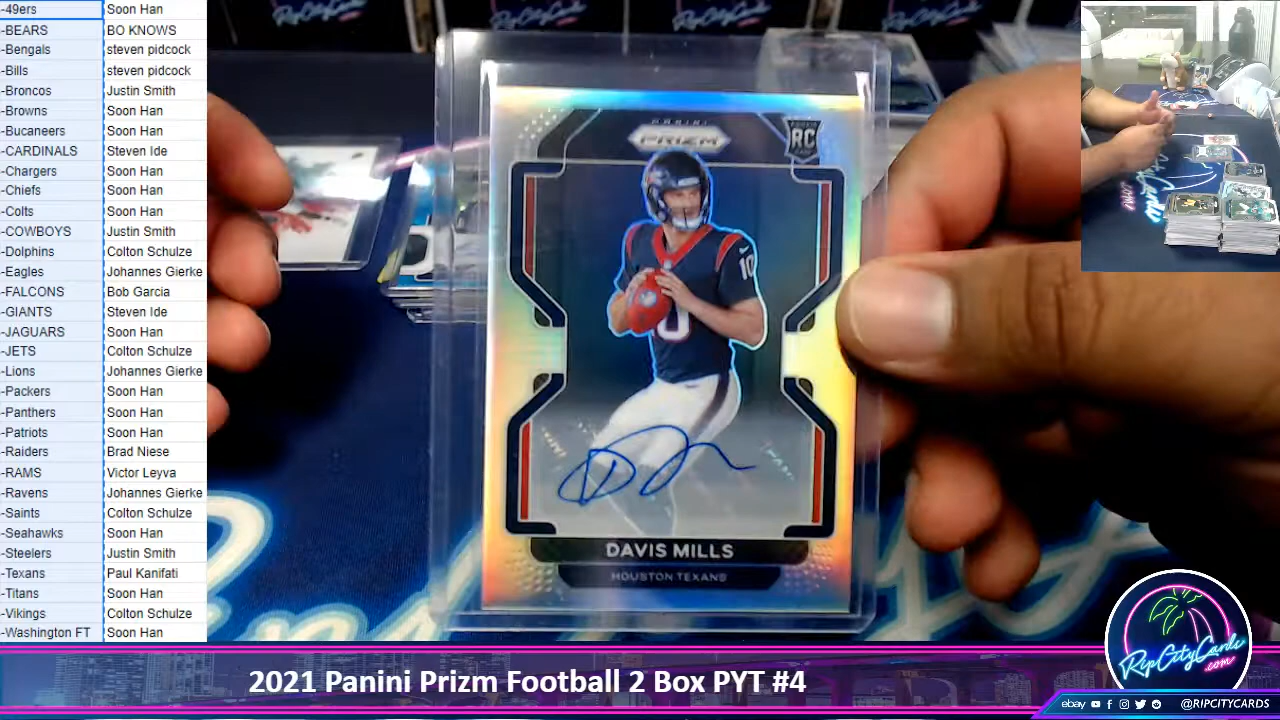 -49ers Soon Han
-BEARS BO KNOWS
-Bengals steven pidcock
-Bills steven pidcock
-Broncos Justin Smith
-Browns Soon Han
-Bucaneers Soon Han
-CARDINALS Steven Ide
-Chargers Soon Han
-Chiefs Soon Han
-Colts Soon Han
-COWBOYS Justin Smith
-Dolphins Colton Schulze
-Eagles Johannes Gierke
-FALCONS Bob Garcia
-GIANTS Steven Ide
-JAGUARS Soon Han
-JETS Colton Schulze
-Lions Johannes Gierke
-Packers Soon Han
-Panthers Soon Han
-Patriots Soon Han
-Raiders Brad Niese
-RAMS Victor Leyva
-Ravens Johannes Gierke
-Saints Colton Schulze
-Seahawks Soon Han
-Steelers Justin Smith
-Texans Paul Kanifati
-Titans Soon Han
-Vikings Colton Schulze
-Washington FT Soon Han
PANINI
PRIZM
RC
10
DAVIS MILLS
HOUSTON TEXANS
2021 Panini Prizm Football 2 Box PYT #4
RipCityCards
.com
ebay
@RIPCITYCARDS